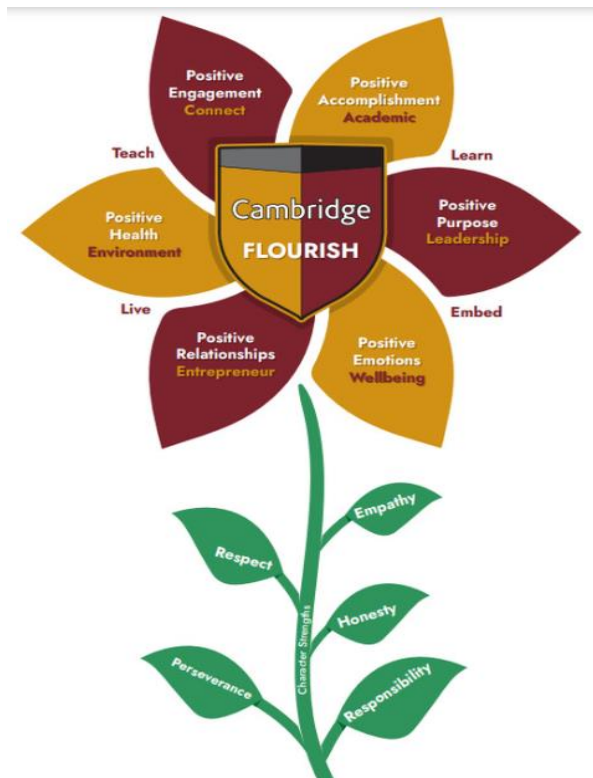 Positive
Engagement
Connect
Positive
Accomplishment
Academic
Teach
Learn
Positive
Health
Environment
Cambridge
FLOURISH
Positive
Purpose
Leadership
Live
Embed
Positive
Relationships
Entrepreneur
Positive
Emotions
Wellbeing
Empathy
Respect
Honesty
Character Strengths
Perseverance
Responsibility